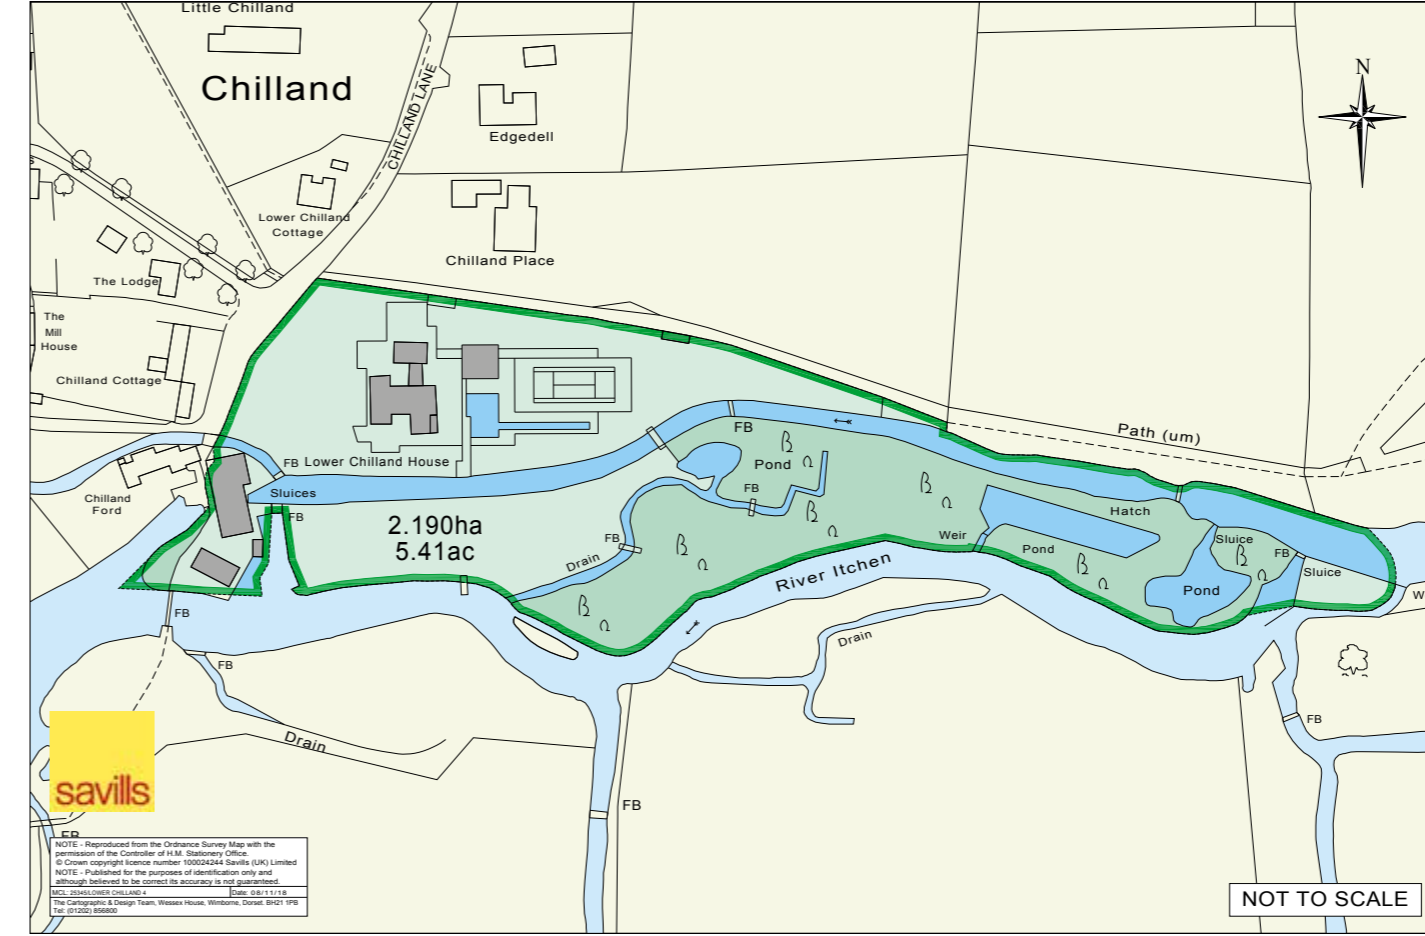 Little Chilland
Chilland
CHILLAND LANE
N
Edgedell
Lower Chilland
Cottage
Chilland Place
The Lodge
The
Mill
House
Chilland Cottage
Path (um)
FB
Pond
FB
Lower Chilland House
Sluices
Chilland
Ford
FB
FB
2.190ha
5.41ac
FB
Drain
Weir
Hatch
Pond
Sluice
FB
Sluice
Pond
River Itchen
Drain
FB
FB
FB
Drain
FB
FB
savills
NOTE - Reproduced from the Ordnance Survey Map with the
permission of the Controller of H.M. Stationery Office.
© Crown copyright licence number 100024244 Savills (UK) Limited
NOTE - Published for the purposes of identification only and
although believed to be correct its accuracy is not guaranteed.
MCL: 25345/LOWER CHILLAND 4
Date: 08/11/18
The Cartographic & Design Team, Wessex House, Wimborne, Dorset. BH21 1PB
Tel: (01202) 856800
NOT TO SCALE